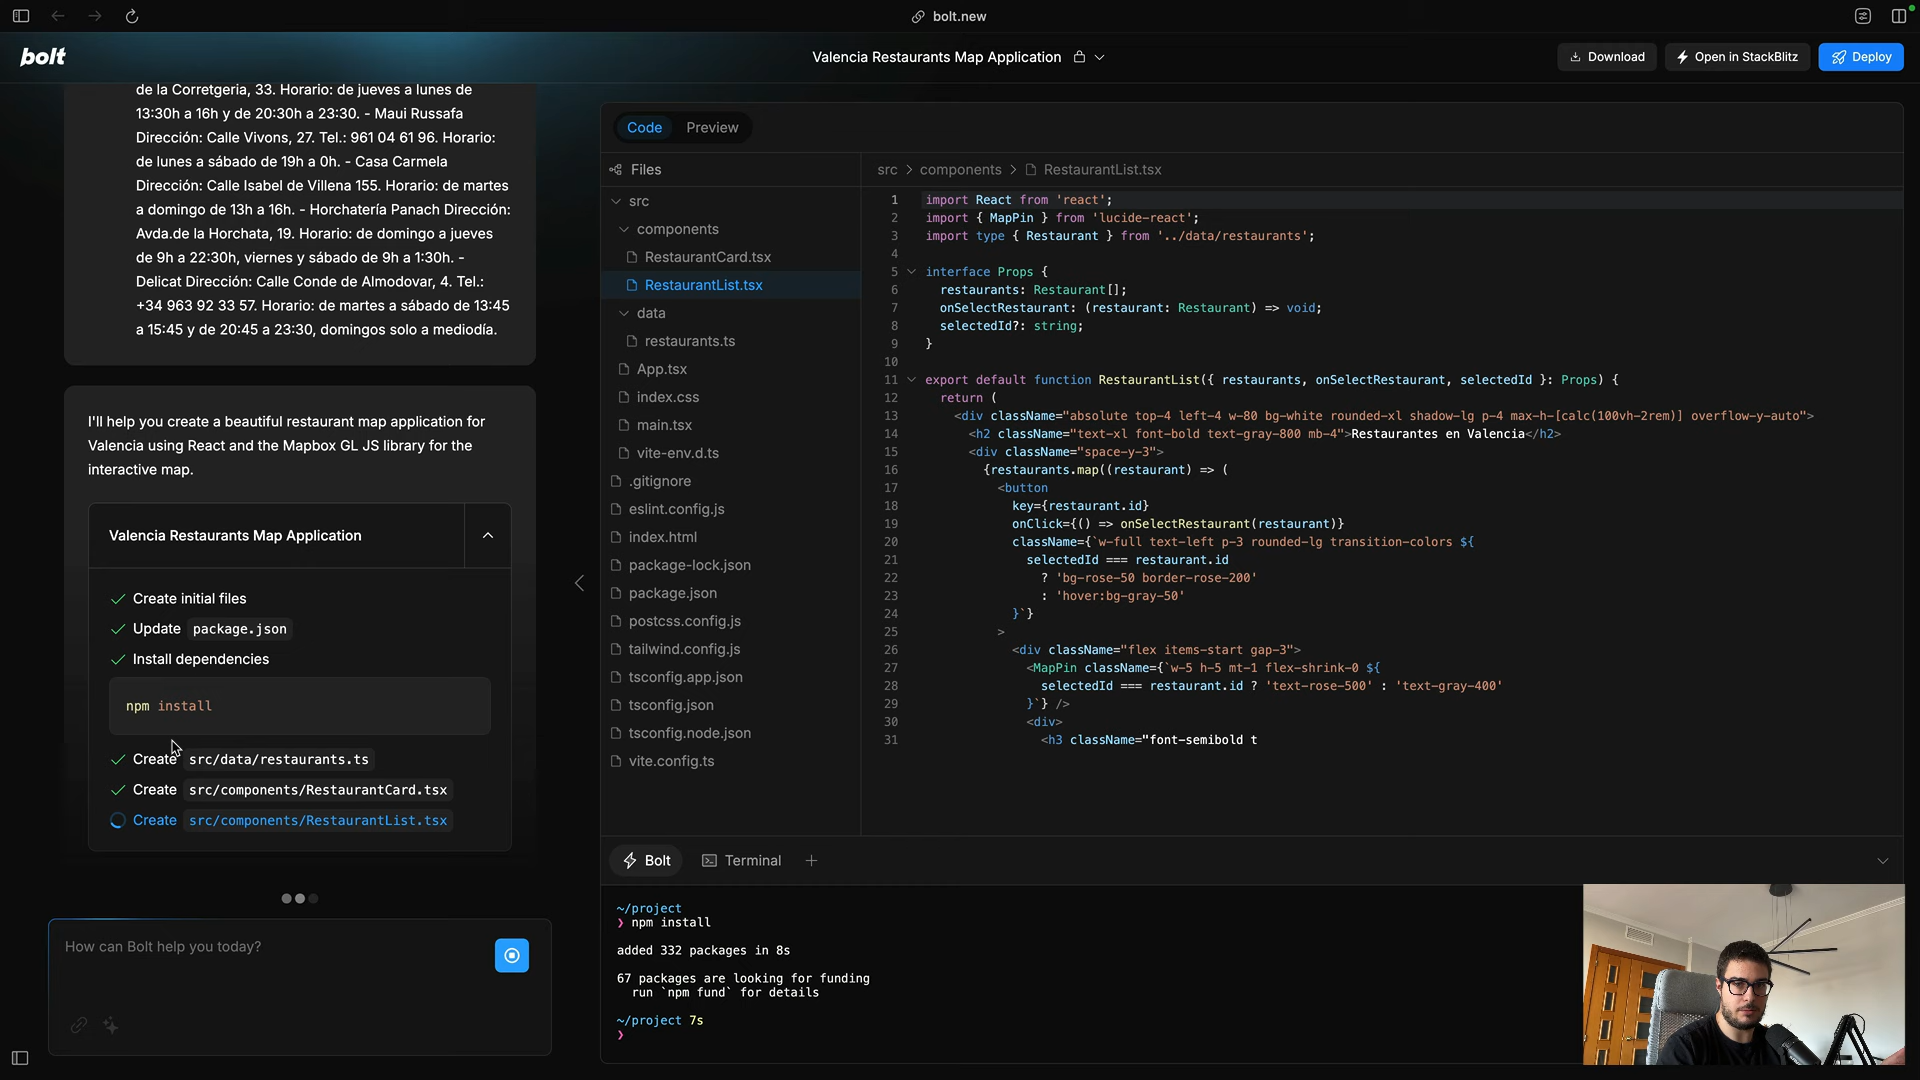 bolt.new
bolt
Valencia Restaurants Map Application
Download
Open in StackBlitz
Deploy
de la Corretgeria, 33. Horario: de jueves a lunes de
13:30h a 16h y de 20:30h a 23:30. - Maui Russafa
Dirección: Calle Vivons, 27. Tel.: 961 04 61 96. Horario:
de lunes a sábado de 19h a 0h. - Casa Carmela
Dirección: Calle Isabel de Villena 155. Horario: de martes
a domingo de 13h a 16h. - Horchatería Panach Dirección:
Avda.de la Horchata, 19. Horario: de domingo a jueves
de 9h a 22:30h, viernes y sábado de 9h a 1:30h. -
Delicat Dirección: Calle Conde de Almodovar, 4. Tel.:
+34 963 92 33 57. Horario: de martes a sábado de 13:45
a 15:45 y de 20:45 a 23:30, domingos solo a mediodía.
I'll help you create a beautiful restaurant map application for
Valencia using React and the Mapbox GL JS library for the
interactive map.
Valencia Restaurants Map Application
Create initial files
Update package.json
Install dependencies
npm install
Create src/data/restaurants.ts
Create src/components/RestaurantCard.tsx
Create src/components/RestaurantList.tsx
How can Bolt help you today?
Code Preview
Files
src
components
RestaurantCard.tsx
RestaurantList.tsx
data
restaurants.ts
App.tsx
index.css
main.tsx
vite-env.d.ts
.gitignore
eslint.config.js
index.html
package-lock.json
package.json
postcss.config.js
tailwind.config.js
tsconfig.app.json
tsconfig.json
tsconfig.node.json
vite.config.ts
src > components > RestaurantList.tsx
1 import React from 'react';
2 import { MapPin } from 'lucide-react';
3 import type { Restaurant } from '../data/restaurants';
4
5 interface Props {
6 restaurants: Restaurant[];
7 onSelectRestaurant: (restaurant: Restaurant) => void;
8 selectedId?: string;
9 }
10
11 export default function RestaurantList({ restaurants, onSelectRestaurant, selectedId }: Props) {
12 return (
13 <div className="absolute top-4 left-4 w-80 bg-white rounded-xl shadow-lg p-4 max-h-[calc(100vh-2rem)] overflow-y-auto">
14 <h2 className="text-xl font-bold text-gray-800 mb-4">Restaurantes en Valencia</h2>
15 <div className="space-y-3">
16 {restaurants.map((restaurant) => (
17 <button
18 key={restaurant.id}
19 onClick={() => onSelectRestaurant(restaurant)}
20 className={`w-full text-left p-3 rounded-lg transition-colors ${
21 selectedId === restaurant.id
22 ? 'bg-rose-50 border-rose-200'
23 : 'hover:bg-gray-50'
24 }`}
25 >
26 <div className="flex items-start gap-3">
27 <MapPin className={`w-5 h-5 mt-1 flex-shrink-0 ${
28 selectedId === restaurant.id ? 'text-rose-500' : 'text-gray-400'
29 }`} />
30 <div>
31 <h3 className="font-semibold t
Bolt Terminal
~/project
❯ npm install
added 332 packages in 8s
67 packages are looking for funding
run `npm fund` for details
~/project 7s
❯